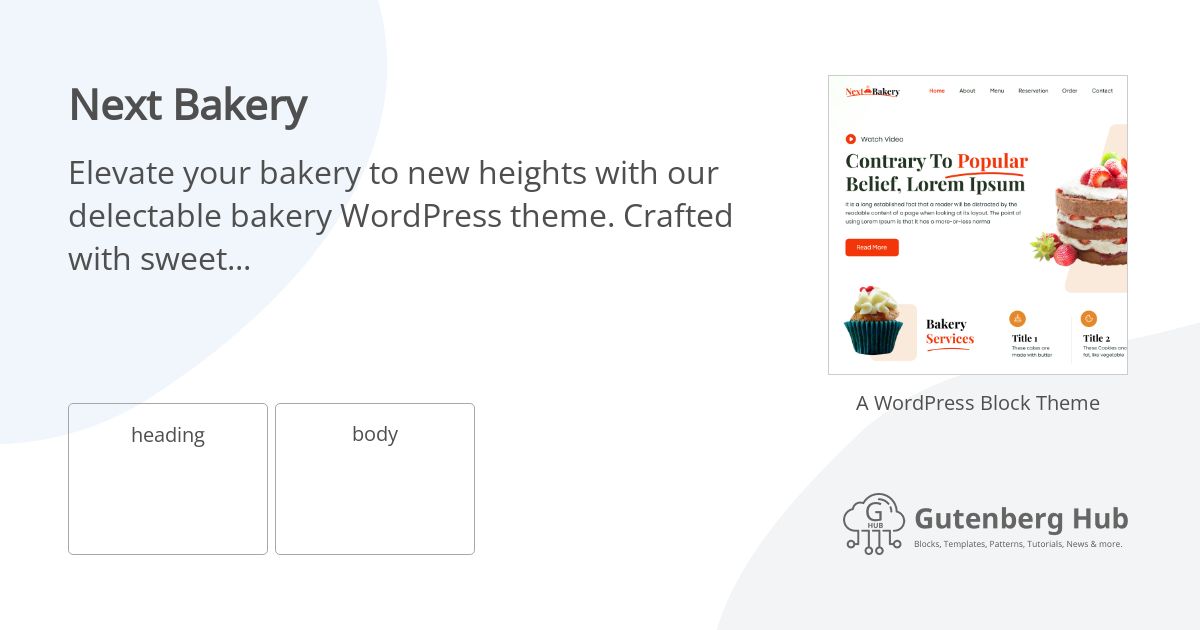 Next Bakery
Elevate your bakery to new heights with our
delectable bakery WordPress theme. Crafted
with sweet...
heading
body
Next Bakery
Home About Menu Reservation Order Contact
Watch Video
Contrary To Popular
Belief, Lorem Ipsum
It is a long established fact that a reader will be distracted by the
readable content of a page when looking at its layout. The point of
using Lorem Ipsum is that it has a more-or-less normal
Read More
Bakery
Services
Title 1
These cakes are
made with butter
Title 2
These Cookies and
fat, like vegetable
A WordPress Block Theme
G
HUB
Gutenberg Hub
Blocks, Templates, Patterns, Tutorials, News & more.